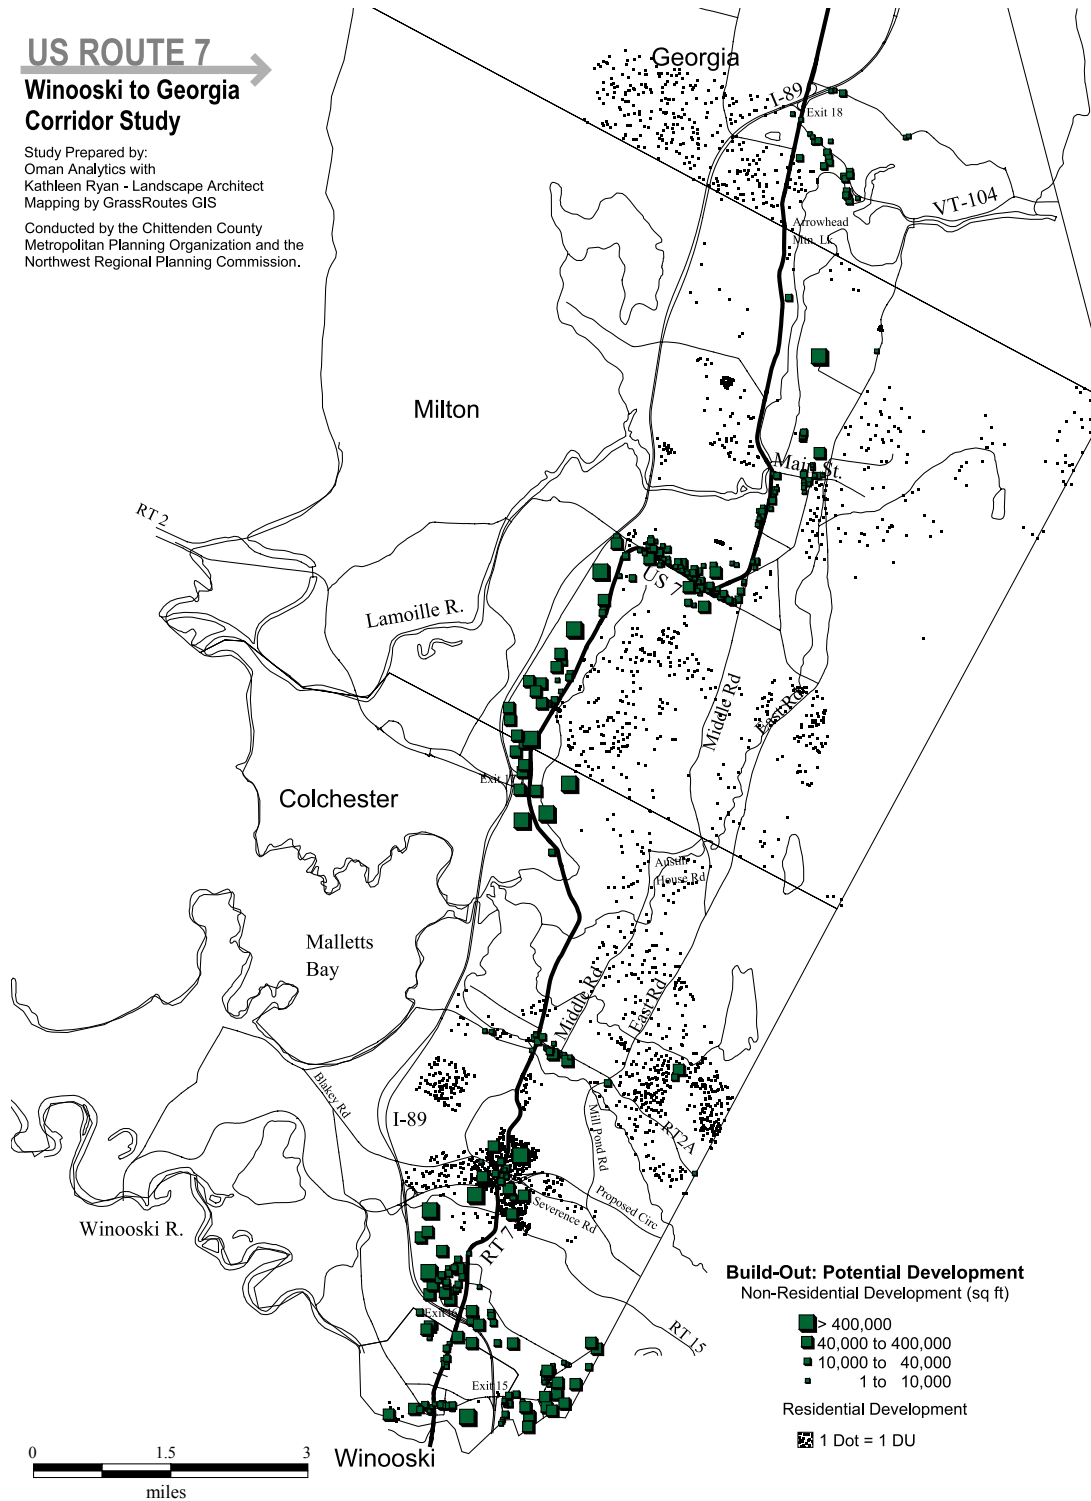 US ROUTE 7
Winooski to Georgia
Corridor Study
Study Prepared by:
Oman Analytics with
Kathleen Ryan - Landscape Architect
Mapping by GrassRoutes GIS
Conducted by the Chittenden County
Metropolitan Planning Organization and the
Northwest Regional Planning Commission.
Georgia
I-89
Exit 18
VT-104
Arrowhead
Mtn. Lk
Milton
Main St.
RT 2
US 7
Lamoille R.
Middle Rd
East Rd
Exit 17
Colchester
Austin
House Rd
Malletts
Bay
Middle Rd
East Rd
Blakey Rd
I-89
Mill Pond Rd
RT2A
Proposed Circ
Severence Rd
Winooski R.
RT 7
Exit 16
RT 15
Exit 15
Winooski
Build-Out: Potential Development
Non-Residential Development (sq ft)
> 400,000
40,000 to 400,000
10,000 to 40,000
1 to 10,000
Residential Development
1 Dot = 1 DU
0 1.5 3
miles